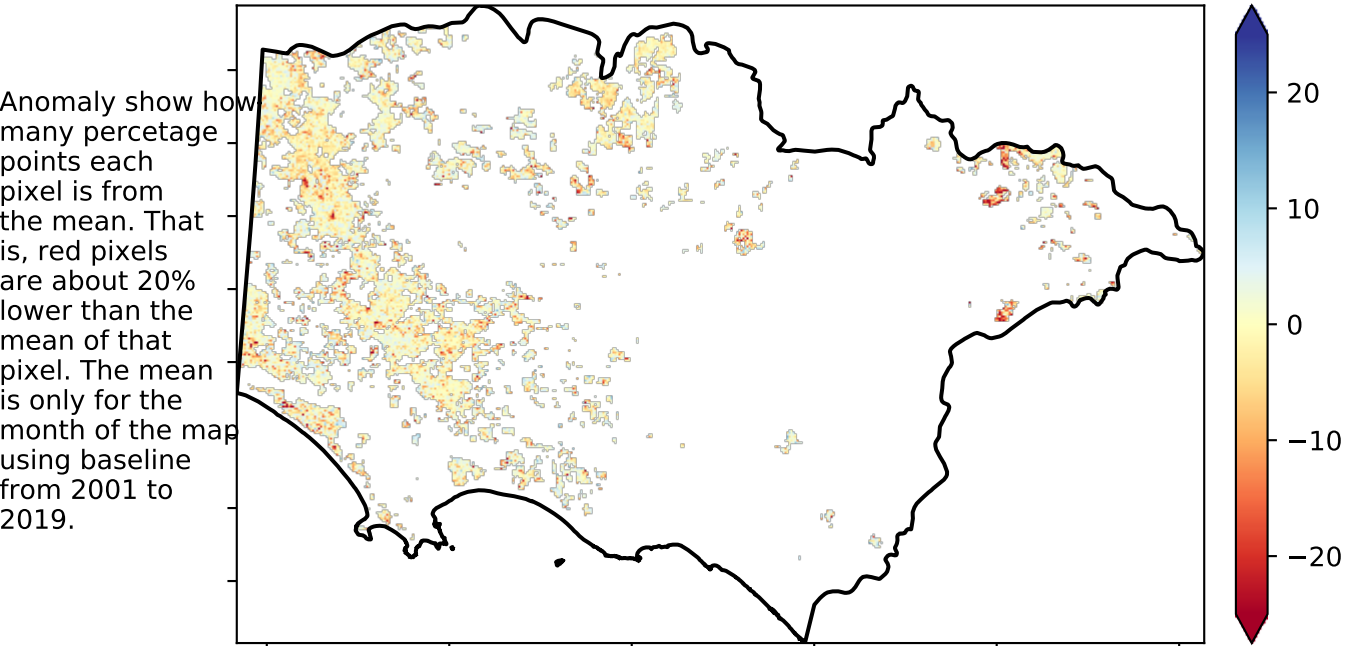 Anomaly show how
many percetage
points each
pixel is from
the mean. That
is, red pixels
are about 20%
lower than the
mean of that
pixel. The mean
is only for the
month of the map
using baseline
from 2001 to
2019.
20
10
0
−10
−20